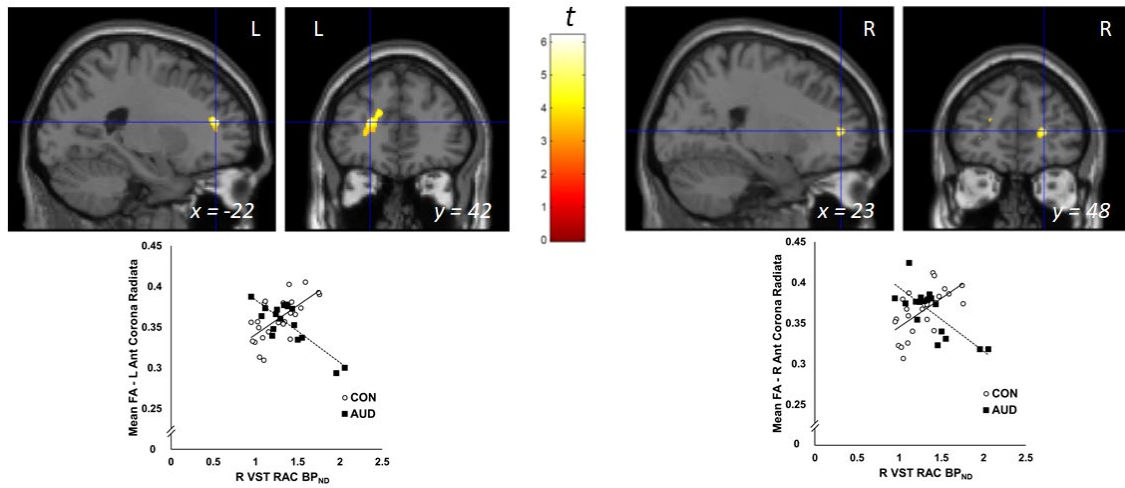 L
L
t
R
R
6
5
4
3
2
1
0
x = -22
y = 42
x = 23
y = 48
Mean FA - L Ant Corona Radiata
0.45
0.4
0.35
0.3
0.25
0
0
0.5
1
1.5
2
2.5
CON
AUD
R VST RAC BPND
Mean FA - R Ant Corona Radiata
0.45
0.4
0.35
0.3
0.25
0
0
0.5
1
1.5
2
2.5
CON
AUD
R VST RAC BPND